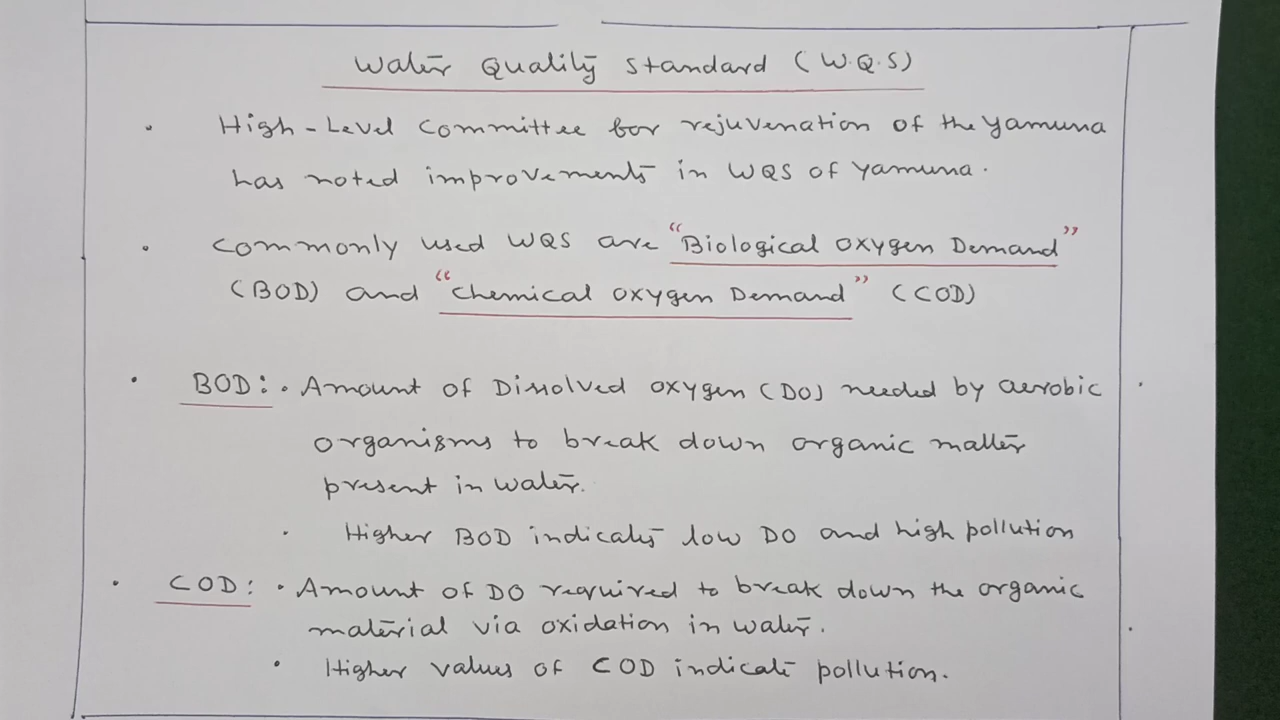 Water Quality Standard (W.Q.S)
· High-Level Committee for rejuvenation of the Yamuna
has noted improvements in WQS of Yamuna.
· Commonly used WQS are "Biological Oxygen Demand"
(BOD) and "Chemical Oxygen Demand" (COD)
· BOD: · Amount of Dissolved oxygen (DO) needed by aerobic
organisms to break down organic matter
present in water.
· Higher BOD indicates low DO and high pollution
· COD: · Amount of DO required to break down the organic
material via oxidation in water.
· Higher values of COD indicate pollution.